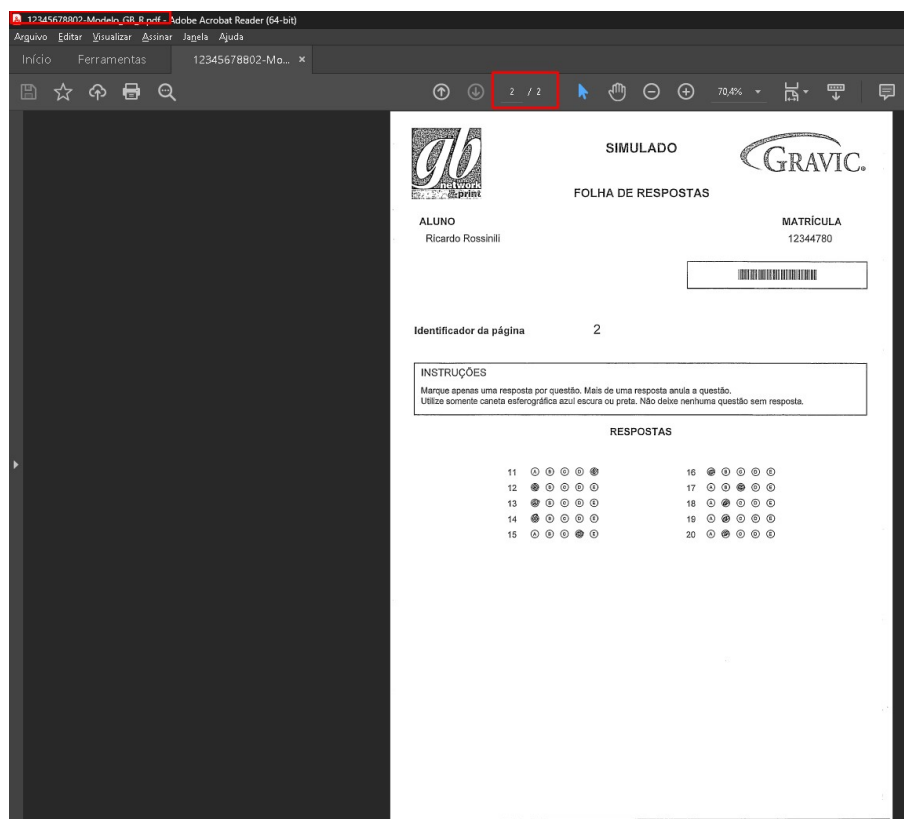 12345678802-Modelo_GB_R.pdf - Adobe Acrobat Reader (64-bit)
Arquivo Editar Visualizar Assinar Janela Ajuda
Início Ferramentas 12345678802-Mo... ×
2 / 2 70,4%
gb network @print
SIMULADO
GRAVIC.
FOLHA DE RESPOSTAS
ALUNO MATRÍCULA
Ricardo Rossinili 12344780
Identificador da página 2
INSTRUÇÕES
Marque apenas uma resposta por questão. Mais de uma resposta anula a questão.
Utilize somente caneta esferográfica azul escura ou preta. Não deixe nenhuma questão sem resposta.
RESPOSTAS
11 A B C D 16 B C D E
12 B C D E 17 A B D E
13 B C D E 18 A C D E
14 B C D E 19 A C D E
15 A B C E 20 A C D E